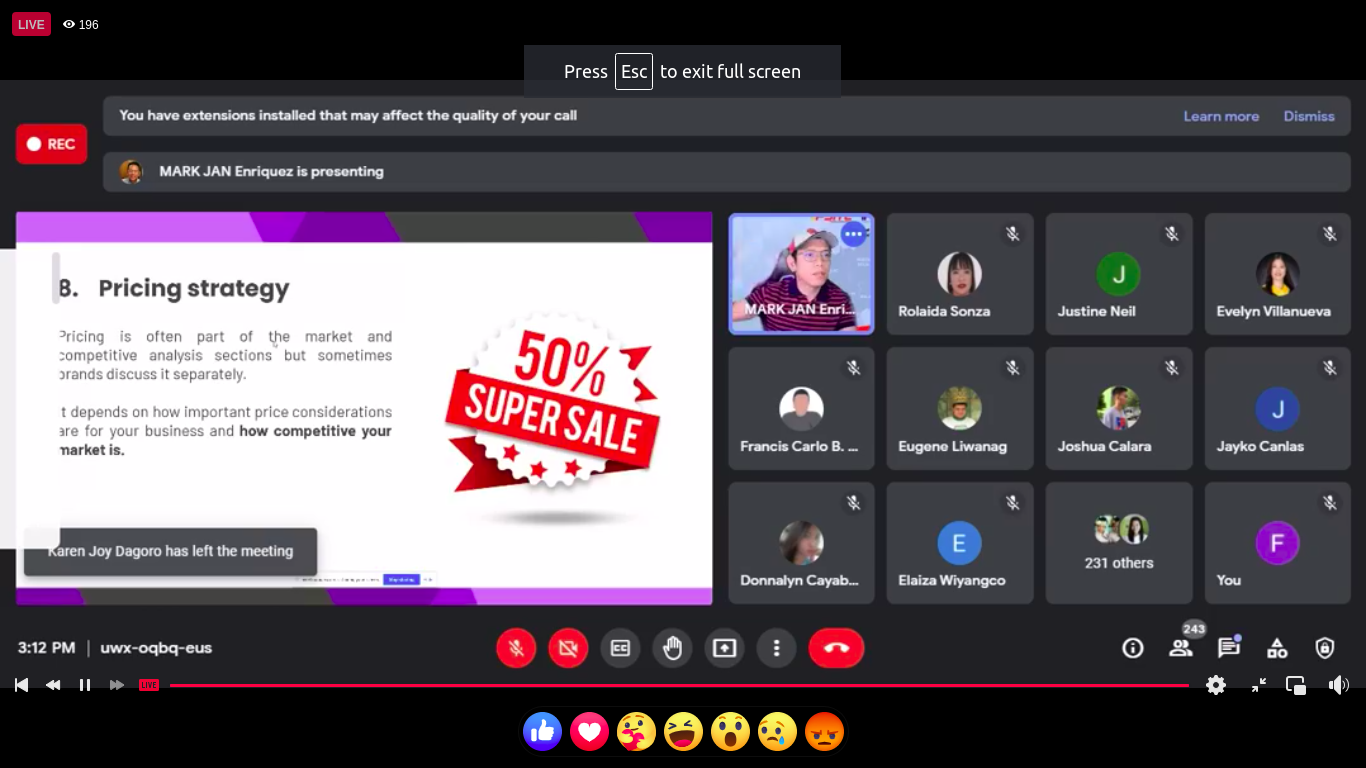 LIVE
196
Press Esc to exit full screen
You have extensions installed that may affect the quality of your call
Learn more
Dismiss
REC
MARK JAN Enriquez is presenting
8. Pricing strategy
Pricing is often part of the market and
competitive analysis sections but sometimes
brands discuss it separately.
t depends on how important price considerations
are for your business and how competitive your
market is.
50%
SUPER SALE
Karen Joy Dagoro has left the meeting
MARK JAN Enri...
Rolaida Sonza
J
Justine Neil
Evelyn Villanueva
Francis Carlo B. ...
Eugene Liwanag
Joshua Calara
J
Jayko Canlas
Donnalyn Cayab...
E
Elaiza Wiyangco
231 others
F
You
3:12 PM | uwx-oqbq-eus
CC
243
LIVE